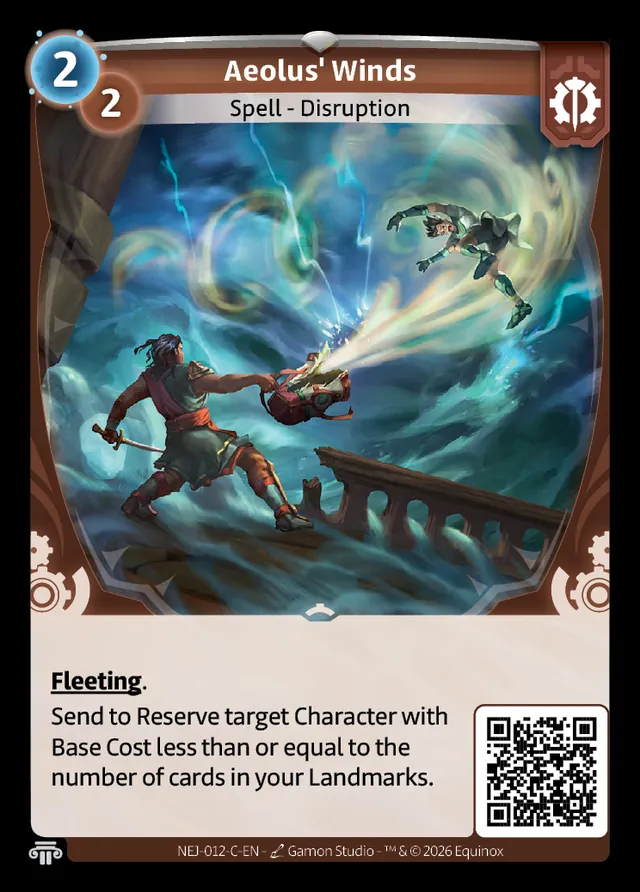 2
2
Aeolus' Winds
Spell - Disruption
Fleeting.
Send to Reserve target Character with
Base Cost less than or equal to the
number of cards in your Landmarks.
NEJ-012-C-EN - Gamon Studio - ™ & © 2026 Equinox